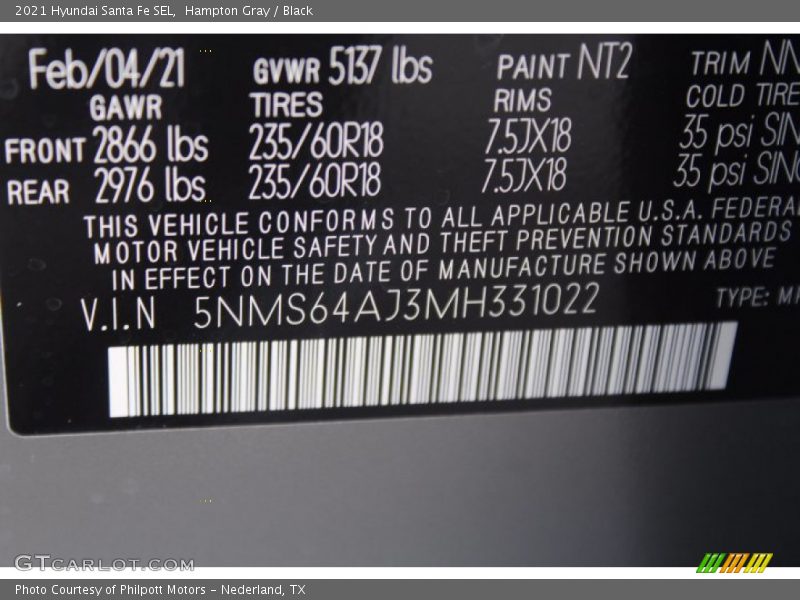 2021 Hyundai Santa Fe SEL,  Hampton Gray / Black
Feb/04/21 GVWR 5137 lbs PAINT NT2 TRIM
GAWR TIRES RIMS COLD TIRE
FRONT 2866 lbs 235/60R18 7.5JX18 35 psi
REAR 2976 lbs 235/60R18 7.5JX18 35 psi
THIS VEHICLE CONFORMS TO ALL APPLICABLE U.S.A. FEDERAL
MOTOR VEHICLE SAFETY AND THEFT PREVENTION STANDARDS
IN EFFECT ON THE DATE OF MANUFACTURE SHOWN ABOVE
V.I.N 5NMS64AJ3MH331022 TYPE:
GTCARLOT.COM
Photo Courtesy of Philpott Motors - Nederland, TX